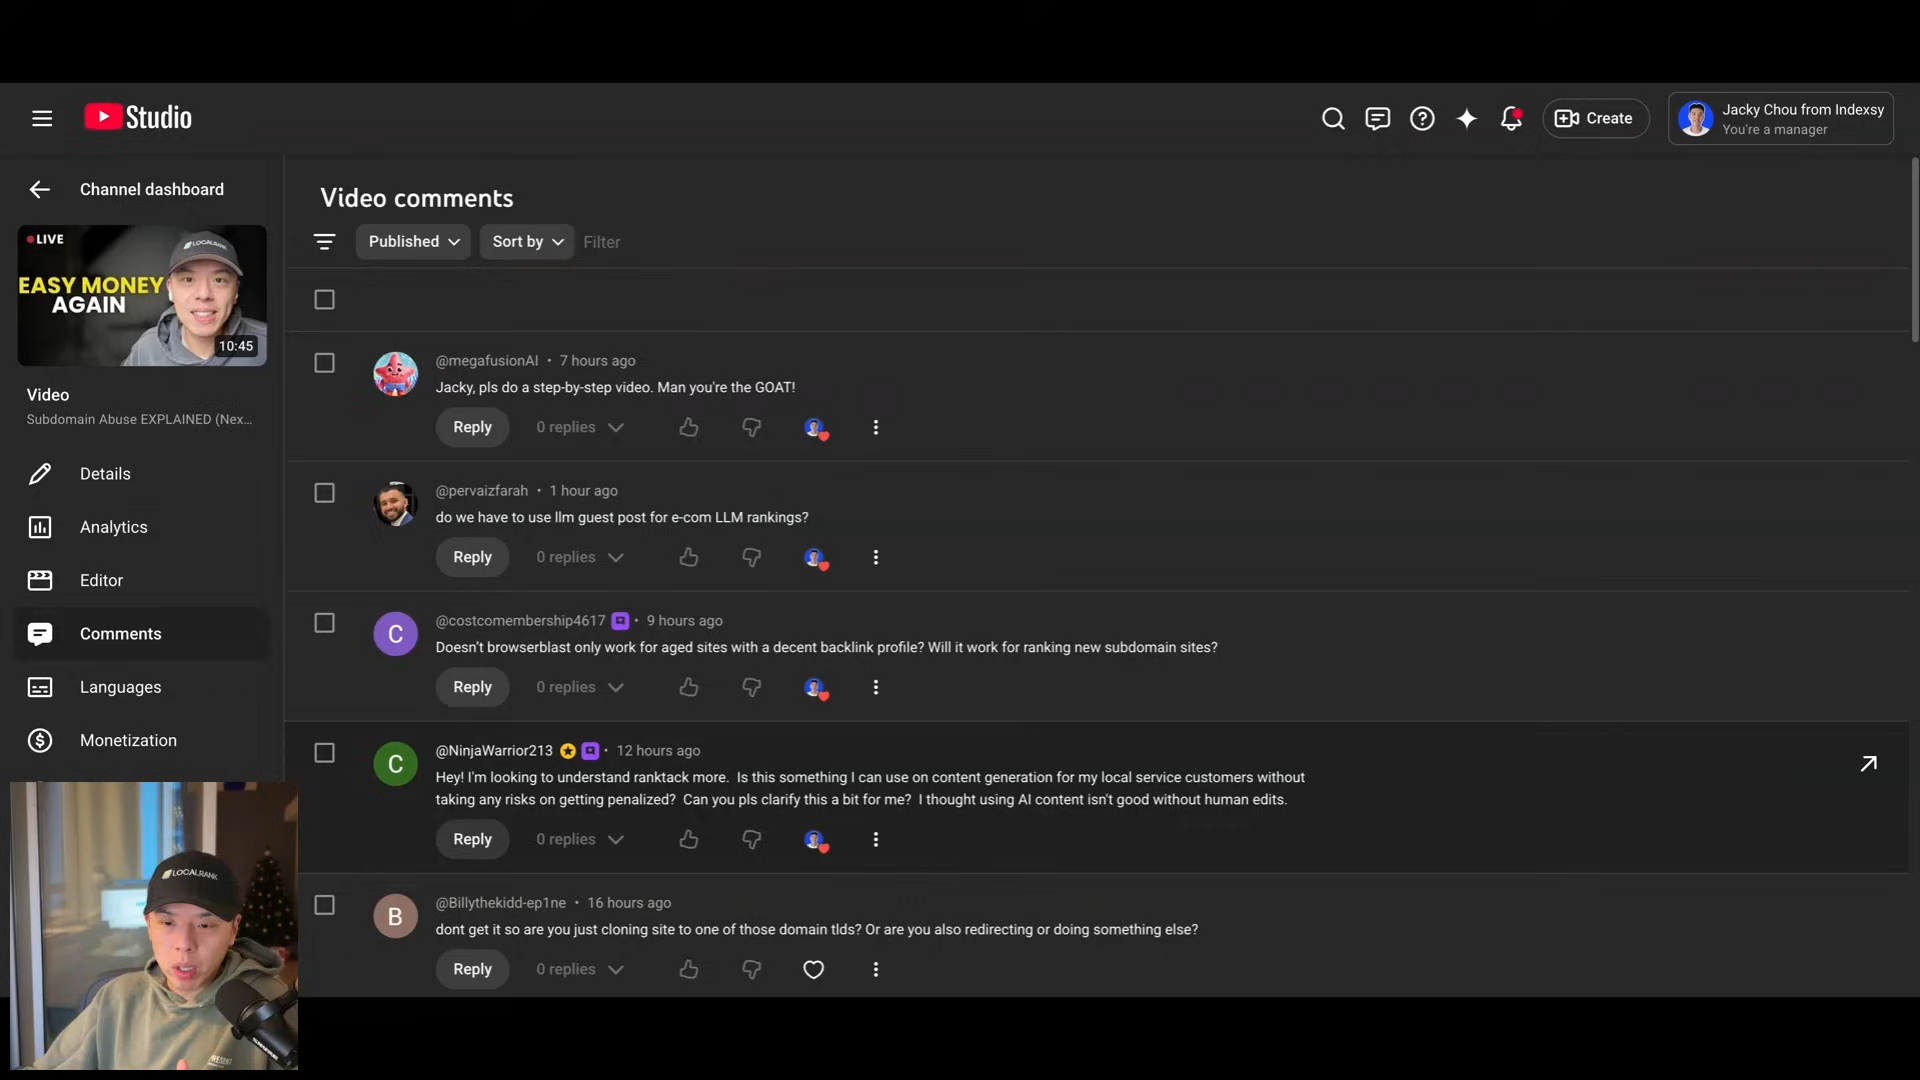 Studio
Create
Jacky Chou from Indexsy
You're a manager
Channel dashboard
LIVE
LOCALRANK
EASY MONEY
AGAIN
10:45
Video
Subdomain Abuse EXPLAINED (Nex...
Details
Analytics
Editor
Comments
Languages
Monetization
Video comments
Published
Sort by
Filter
@megafusionAI • 7 hours ago
Jacky, pls do a step-by-step video. Man you're the GOAT!
Reply
0 replies
@pervaizfarah • 1 hour ago
do we have to use llm guest post for e-com LLM rankings?
Reply
0 replies
C
@costcomembership4617 • 9 hours ago
Doesn't browserblast only work for aged sites with a decent backlink profile? Will it work for ranking new subdomain sites?
Reply
0 replies
C
@NinjaWarrior213 • 12 hours ago
Hey! I'm looking to understand ranktack more. Is this something I can use on content generation for my local service customers without
taking any risks on getting penalized? Can you pls clarify this a bit for me? I thought using AI content isn't good without human edits.
Reply
0 replies
B
@Billythekidd-ep1ne • 16 hours ago
dont get it so are you just cloning site to one of those domain tlds? Or are you also redirecting or doing something else?
Reply
0 replies
LOCALRANK
SHURE